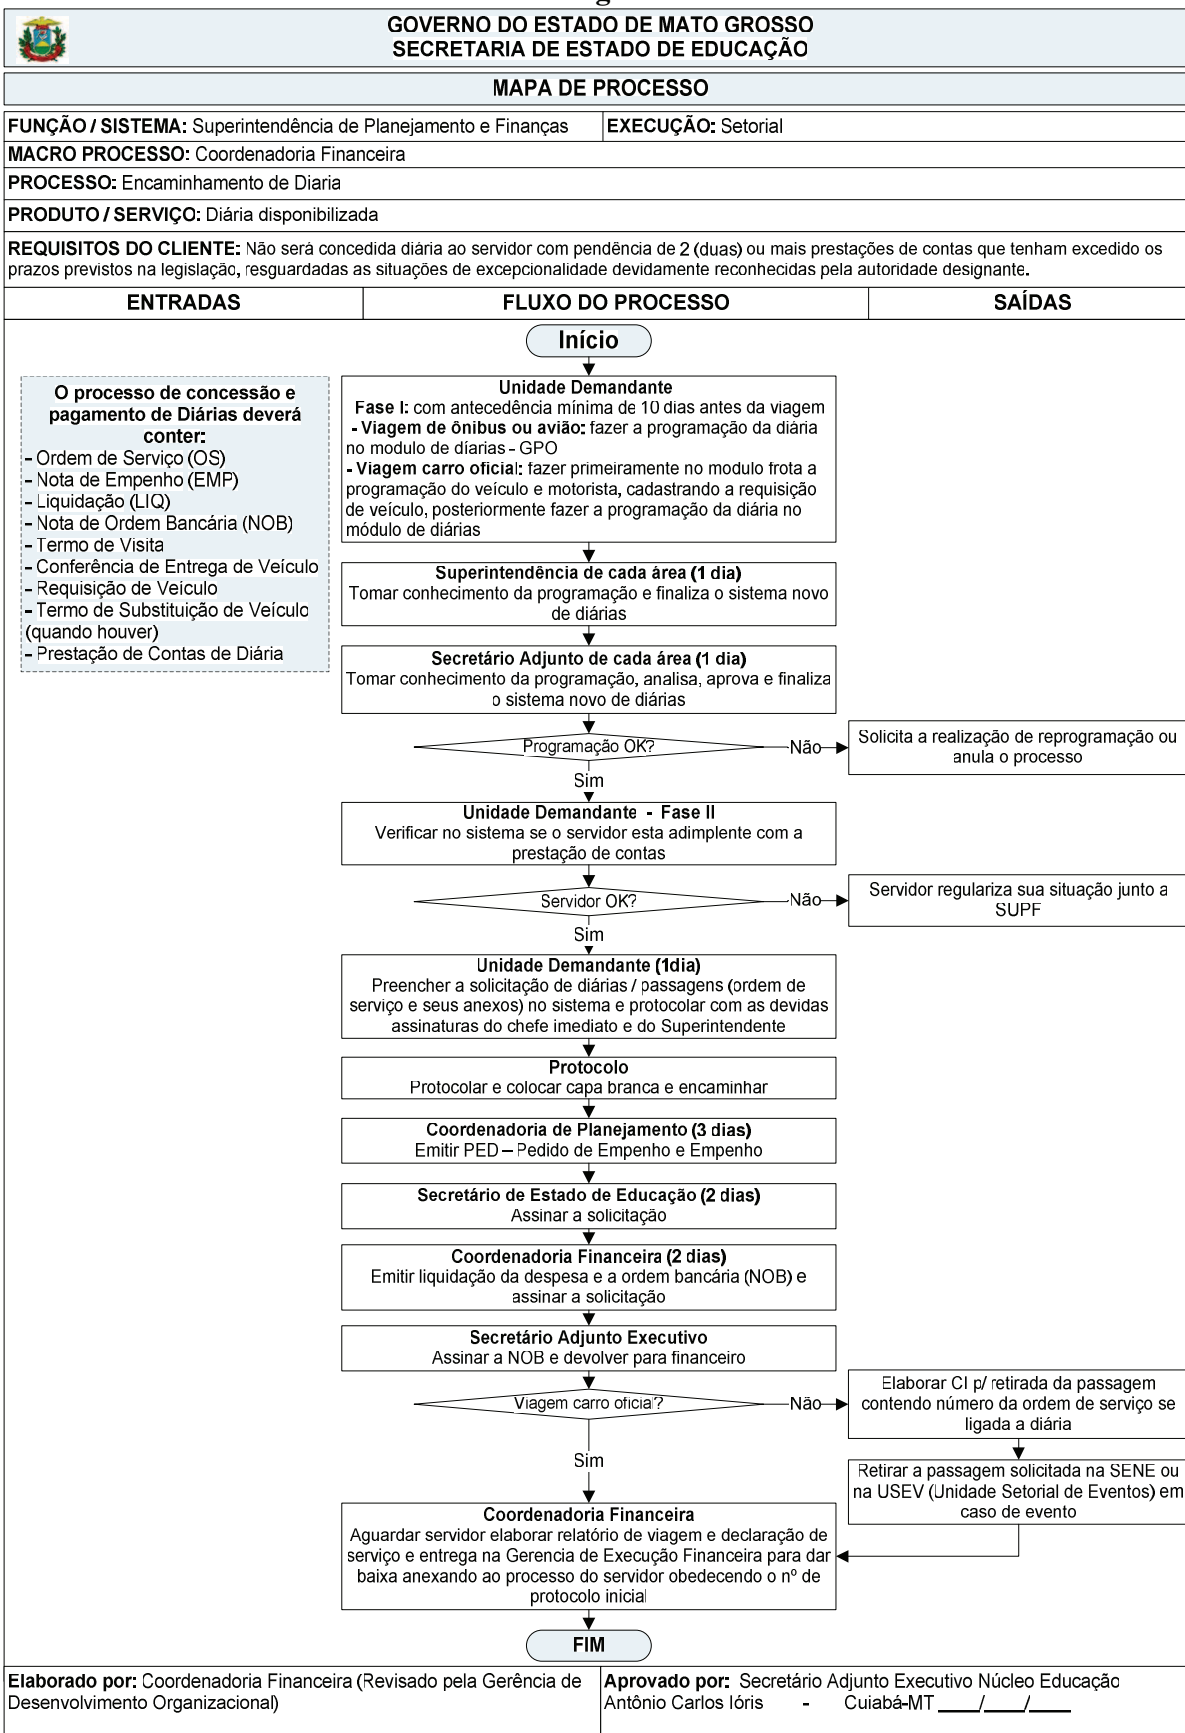 GOVERNO DO ESTADO DE MATO GROSSO
SECRETARIA DE ESTADO DE EDUCAÇÃO
MAPA DE PROCESSO
FUNÇÃO / SISTEMA: Superintendência de Planejamento e Finanças
EXECUÇÃO: Setorial
MACRO PROCESSO: Coordenadoria Financeira
PROCESSO: Encaminhamento de Diaria
PRODUTO / SERVIÇO: Diária disponibilizada
REQUISITOS DO CLIENTE: Não será concedida diária ao servidor com pendência de 2 (duas) ou mais prestações de contas que tenham excedido os
prazos previstos na legislação, resguardadas as situações de excepcionalidade devidamente reconhecidas pela autoridade designante.
ENTRADAS
FLUXO DO PROCESSO
SAÍDAS
O processo de concessão e
pagamento de Diárias deverá
conter:
- Ordem de Serviço (OS)
- Nota de Empenho (EMP)
- Liquidação (LIQ)
- Nota de Ordem Bancária (NOB)
- Termo de Visita
- Conferência de Entrega de Veículo
- Requisição de Veículo
- Termo de Substituição de Veículo
(quando houver)
- Prestação de Contas de Diária
Início
Unidade Demandante
Fase I: com antecedência mínima de 10 dias antes da viagem
- Viagem de ônibus ou avião: fazer a programação da diária
no modulo de díarias - GPO
- Viagem carro oficial: fazer primeiramente no modulo frota a
programação do veículo e motorista, cadastrando a requisição
de veículo, posteriormente fazer a programação da diária no
módulo de diárias
Superintendência de cada área (1 dia)
Tomar conhecimento da programação e finaliza o sistema novo
de diárias
Secretário Adjunto de cada área (1 dia)
Tomar conhecimento da programação, analisa, aprova e finaliza
o sistema novo de diárias
Programação OK?
Não
Solicita a realização de reprogramação ou
anula o processo
Sim
Unidade Demandante - Fase II
Verificar no sistema se o servidor esta adimplente com a
prestação de contas
Servidor OK?
Não
Servidor regulariza sua situação junto a
SUPF
Sim
Unidade Demandante (1dia)
Preencher a solicitação de diárias / passagens (ordem de
serviço e seus anexos) no sistema e protocolar com as devidas
assinaturas do chefe imediato e do Superintendente
Protocolo
Protocolar e colocar capa branca e encaminhar
Coordenadoria de Planejamento (3 dias)
Emitir PED – Pedido de Empenho e Empenho
Secretário de Estado de Educação (2 dias)
Assinar a solicitação
Coordenadoria Financeira (2 dias)
Emitir liquidação da despesa e a ordem bancária (NOB) e
assinar a solicitação
Secretário Adjunto Executivo
Assinar a NOB e devolver para financeiro
Viagem carro oficial?
Não
Elaborar CI p/ retirada da passagem
contendo número da ordem de serviço se
ligada a diária
Sim
Retirar a passagem solicitada na SENE ou
na USEV (Unidade Setorial de Eventos) em
caso de evento
Coordenadoria Financeira
Aguardar servidor elaborar relatório de viagem e declaração de
serviço e entrega na Gerencia de Execução Financeira para dar
baixa anexando ao processo do servidor obedecendo o nº de
protocolo inicial
FIM
Elaborado por: Coordenadoria Financeira (Revisado pela Gerência de
Desenvolvimento Organizacional)
Aprovado por: Secretário Adjunto Executivo Núcleo Educação
Antônio Carlos Ióris - Cuiabá-MT ____/____/____